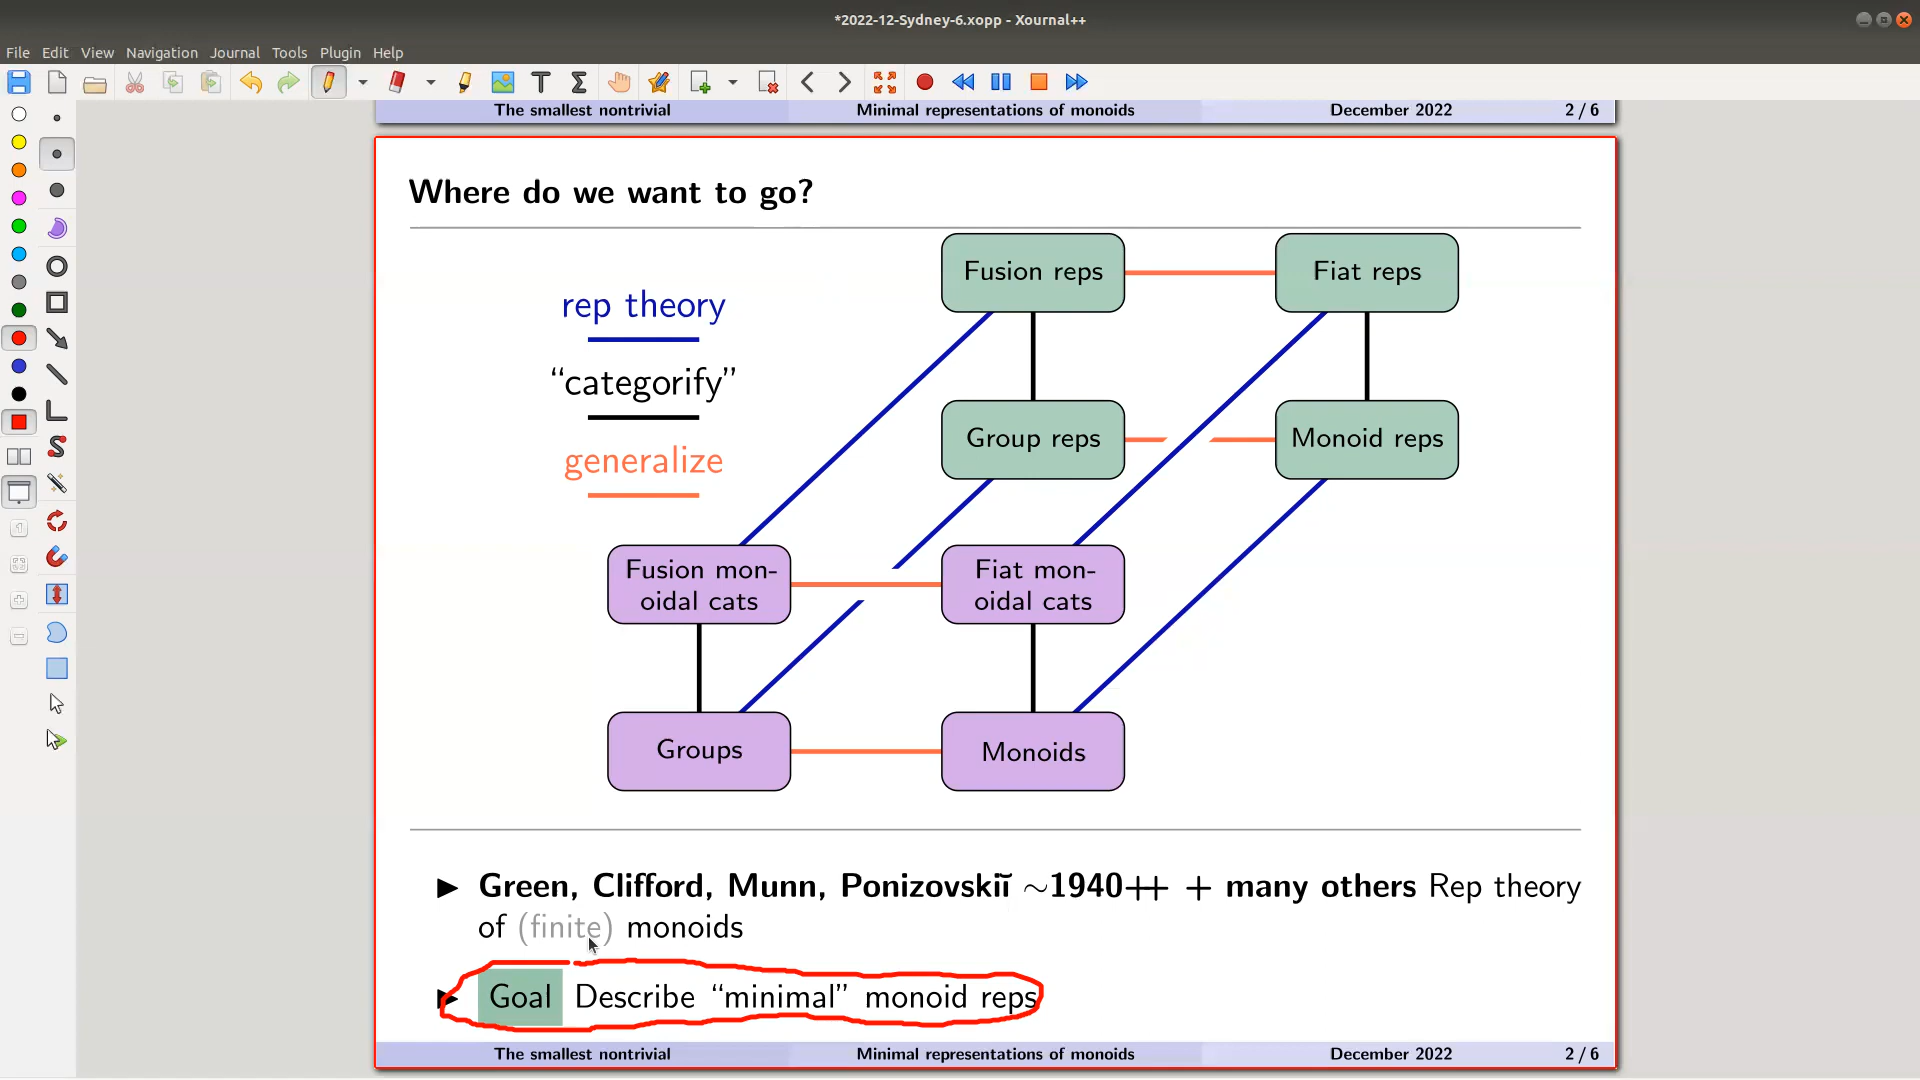 *2022-12-Sydney-6.xopp - Xournal++
File Edit View Navigation Journal Tools Plugin Help
The smallest nontrivial Minimal representations of monoids December 2022 2 / 6
Where do we want to go?
rep theory
“categorify”
generalize
Fusion reps
Fiat reps
Group reps
Monoid reps
Fusion mon-
oidal cats
Fiat mon-
oidal cats
Groups
Monoids
Green, Clifford, Munn, Ponizovskiĩ ~1940++ + many others Rep theory
of (finite) monoids
Goal Describe “minimal” monoid reps
The smallest nontrivial Minimal representations of monoids December 2022 2 / 6